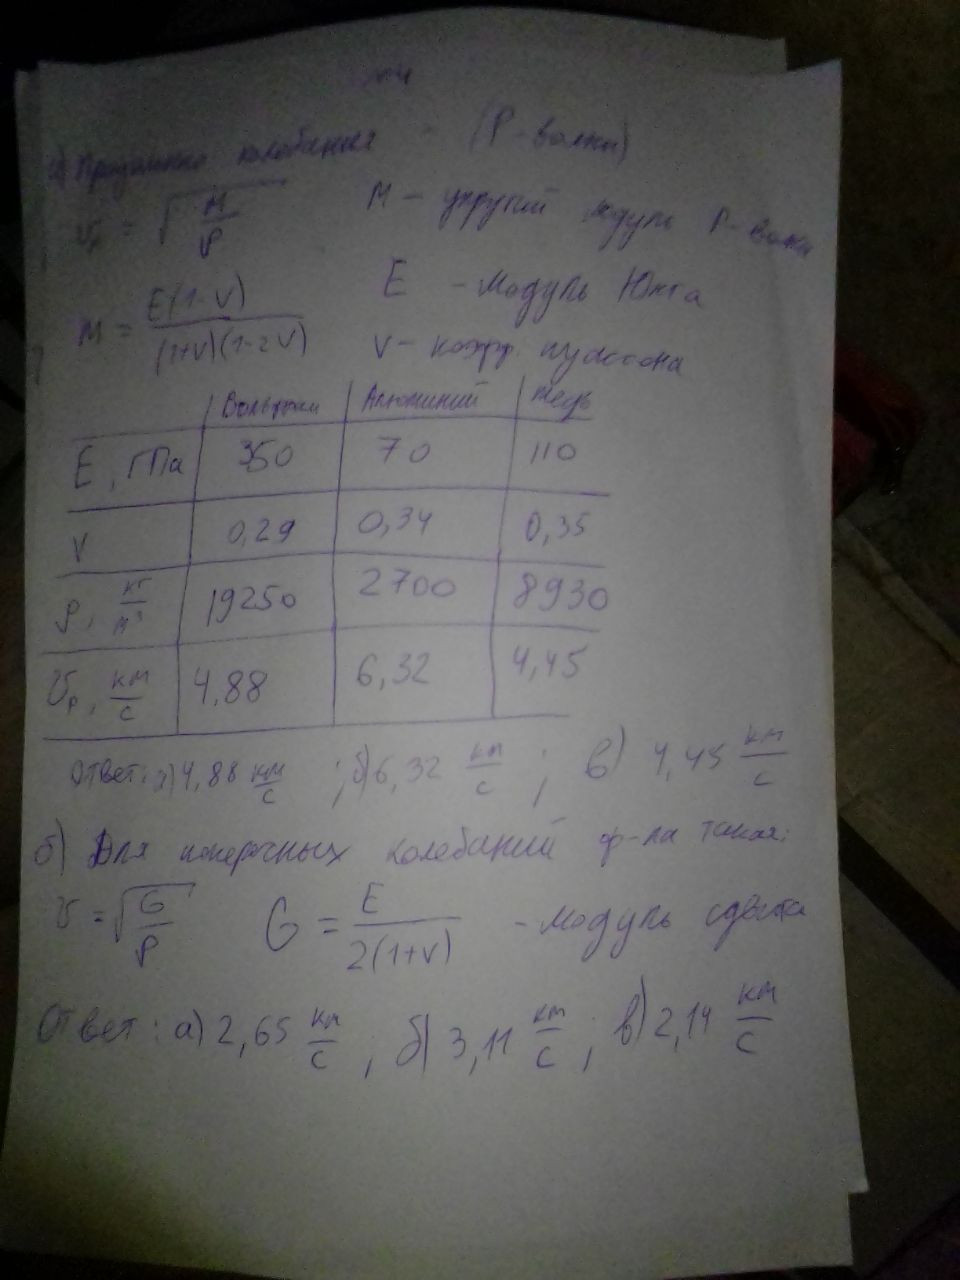 №4
а) Продольные колебания - (Р-волны)
υₚ = √(M/ρ) M - упругий модуль Р-волн
M = E(1-ν)/((1+ν)(1-2ν)) E - модуль Юнга
ν - коэфф. пуассона
Вольфрам Алюминий медь
E, ГПа 350 70 110
ν 0,29 0,34 0,35
ρ, кг/м³ 19250 2700 8930
υₚ, км/с 4,88 6,32 4,45
Ответ: а) 4,88 км/с ; б) 6,32 км/с ; в) 4,45 км/с
б) Для поперечных колебаний ф-ла такая:
υ = √(G/ρ) G = E/(2(1+ν)) - модуль сдвига
Ответ: а) 2,65 км/с ; б) 3,11 км/с ; в) 2,14 км/с